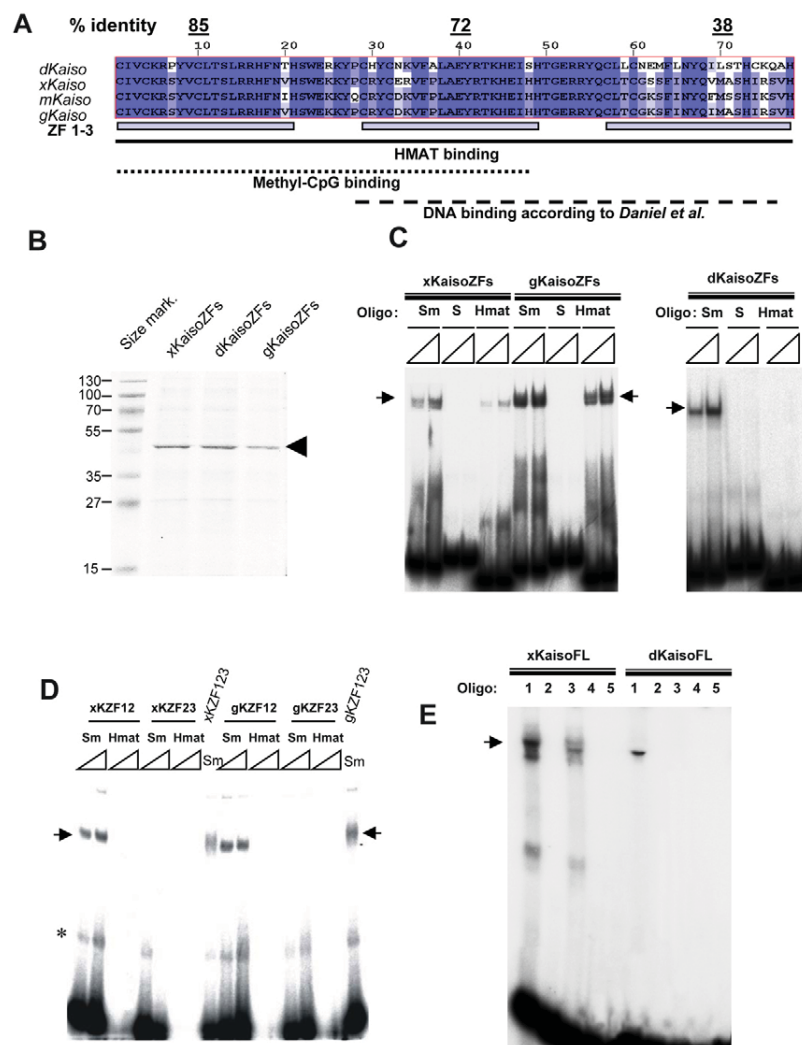 A
% identity 85 72 38
10 20 30 40 50 60 70
dKaiso CIVCKRPYVCLTSLRRHFNTHSWERKYPCHYCNKVFALAEYRTKHEISHTGERRYQCLLCNEMFLNYQILSTHCKQAH
xKaiso CIVCKRSYVCLTSLRRHFNVHSWEKKYPCRYCERVFPLAEYRTKHEIHHTGERRYQCLTCCESFINYQVMASHIRSVH
mKaiso CIVCKRSYVCLTSLRRHFNIHSWEKKYQCRYCEKVFPLAEYRTKHEIHHTGERRYQCLTCGKSFINYQFMSSHIKSVH
gKaiso CIVCKRSYVCLTSLRRHFNVHSWEKKYPCRYCDKVFPLAEYRTKHEIHHTGERRYQCLTCGKSFINYQIMASHIRSVH
ZF 1-3
HMAT binding
Methyl-CpG binding
DNA binding according to Daniel et al.
B
Size mark.
xKaisoZFs
dKaisoZFs
gKaisoZFs
130
100
70
55
35
27
15
C
xKaisoZFs gKaisoZFs dKaisoZFs
Oligo: Sm S Hmat Sm S Hmat Oligo: Sm S Hmat
D
xKZF12 xKZF23 xKZF123 gKZF12 gKZF23 gKZF123
Sm Hmat Sm Hmat Sm Sm Hmat Sm Hmat Sm
*
E
xKaisoFL dKaisoFL
Oligo: 1 2 3 4 5 1 2 3 4 5